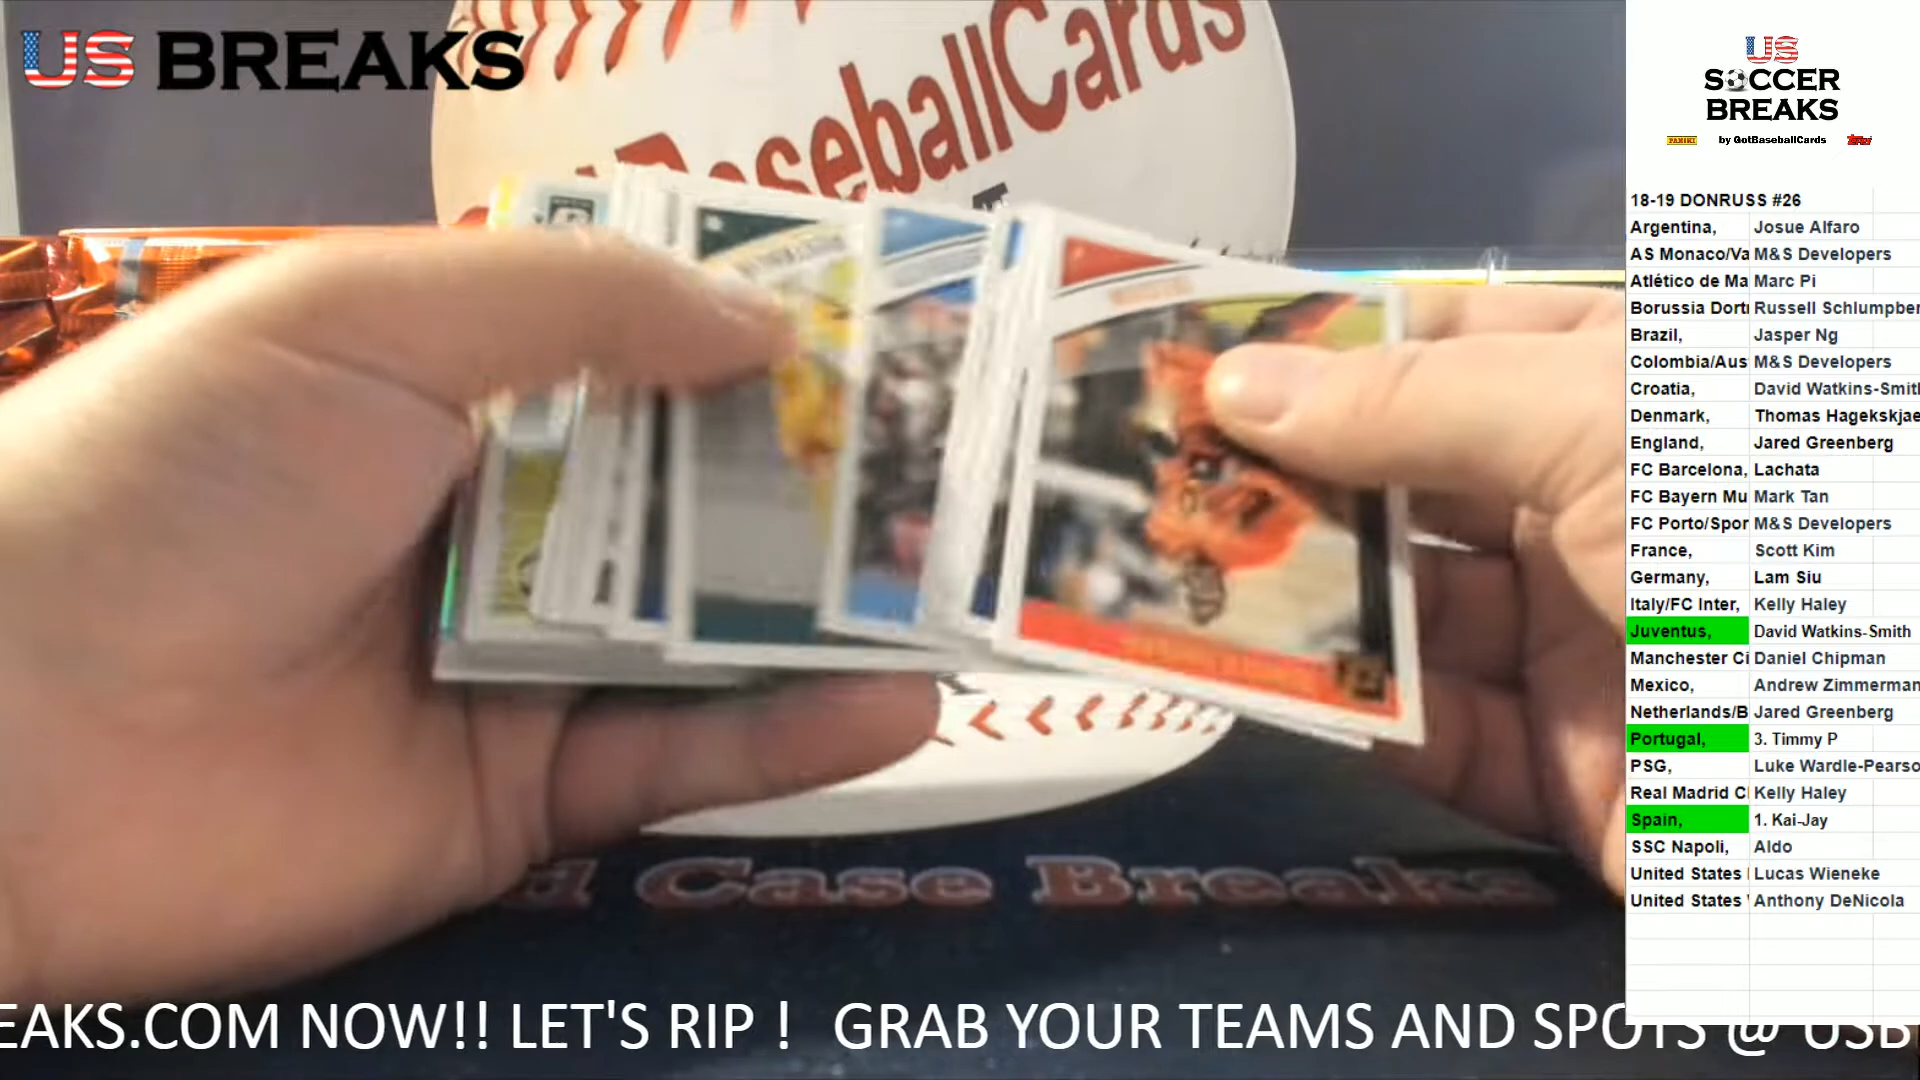 US BREAKS
BaseballCards
US
SOCCER
BREAKS
PANINI by GotBaseballCards Topps
18-19 DONRUSS #26
Argentina, Josue Alfaro
AS Monaco/Va M&S Developers
Atlético de Ma Marc Pi
Borussia Dortr Russell Schlumpber
Brazil, Jasper Ng
Colombia/Aus M&S Developers
Croatia, David Watkins-Smith
Denmark, Thomas Hagekskjae
England, Jared Greenberg
FC Barcelona, Lachata
FC Bayern Mu Mark Tan
FC Porto/Spor M&S Developers
France, Scott Kim
Germany, Lam Siu
Italy/FC Inter, Kelly Haley
Juventus, David Watkins-Smith
Manchester Ci Daniel Chipman
Mexico, Andrew Zimmerman
Netherlands/B Jared Greenberg
Portugal, 3. Timmy P
PSG, Luke Wardle-Pearso
Real Madrid C Kelly Haley
Spain, 1. Kai-Jay
SSC Napoli, Aldo
United States Lucas Wieneke
United States Anthony DeNicola
d Case Breaks
EAKS.COM NOW!! LET'S RIP ! GRAB YOUR TEAMS AND SPOTS @ USB